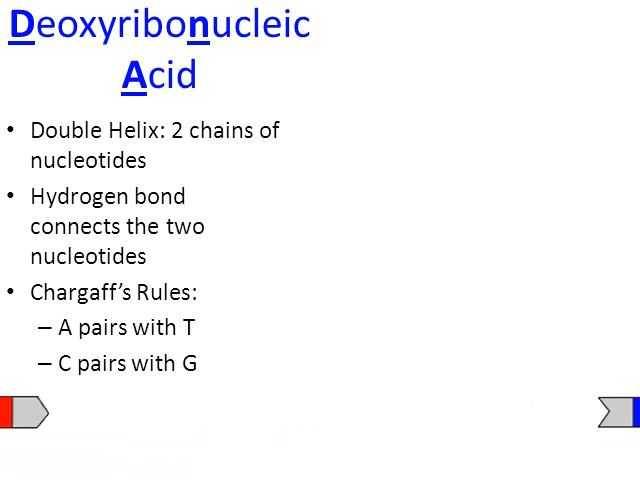 Deoxyribonucleic
Acid
• Double Helix: 2 chains of
nucleotides
• Hydrogen bond
connects the two
nucleotides
• Chargaff’s Rules:
– A pairs with T
– C pairs with G